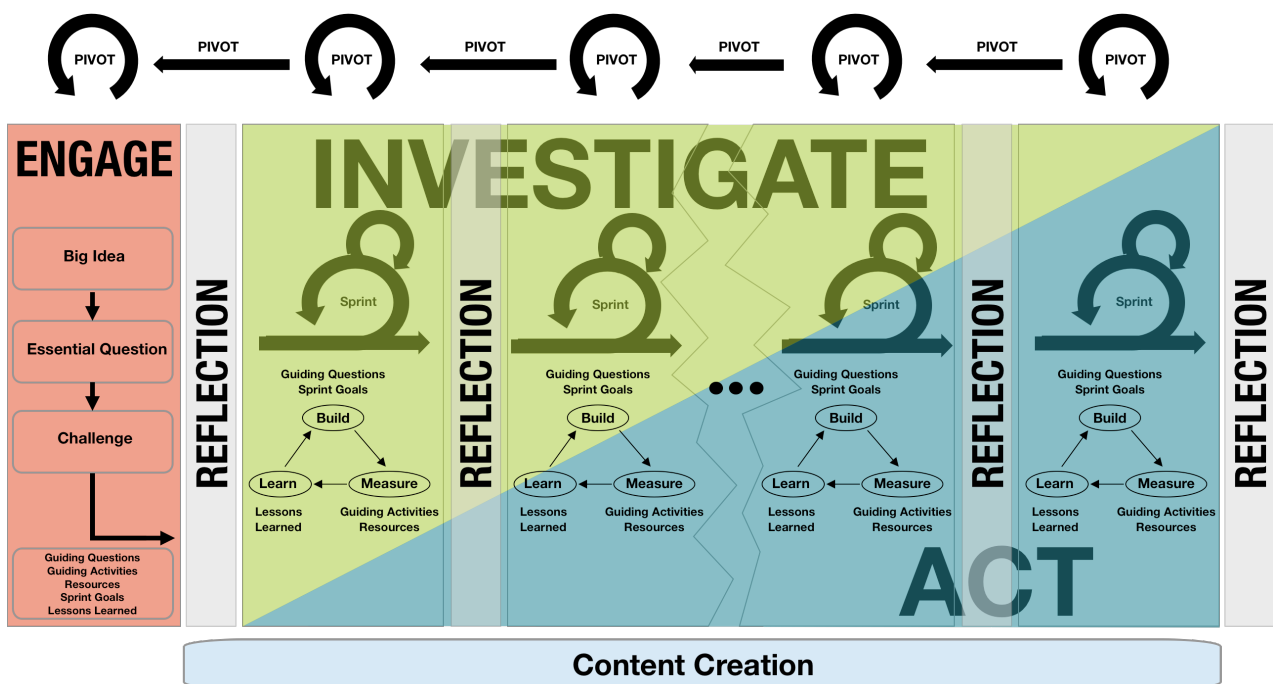 PIVOT
PIVOT
PIVOT
PIVOT
PIVOT
PIVOT
PIVOT
PIVOT
PIVOT
ENGAGE
Big Idea
Essential Question
Challenge
Guiding Questions
Guiding Activities
Resources
Sprint Goals
Lessons Learned
REFLECTION
INVESTIGATE
Sprint
Guiding Questions
Sprint Goals
Build
Learn
Measure
Lessons
Learned
Guiding Activities
Resources
REFLECTION
Sprint
Guiding Questions
Sprint Goals
Build
Learn
Measure
Lessons
Learned
Guiding Activities
Resources
Sprint
Guiding Questions
Sprint Goals
Build
Learn
Measure
Lessons
Learned
Guiding Activities
Resources
REFLECTION
Sprint
Guiding Questions
Sprint Goals
Build
Learn
Measure
Lessons
Learned
Guiding Activities
Resources
ACT
REFLECTION
Content Creation